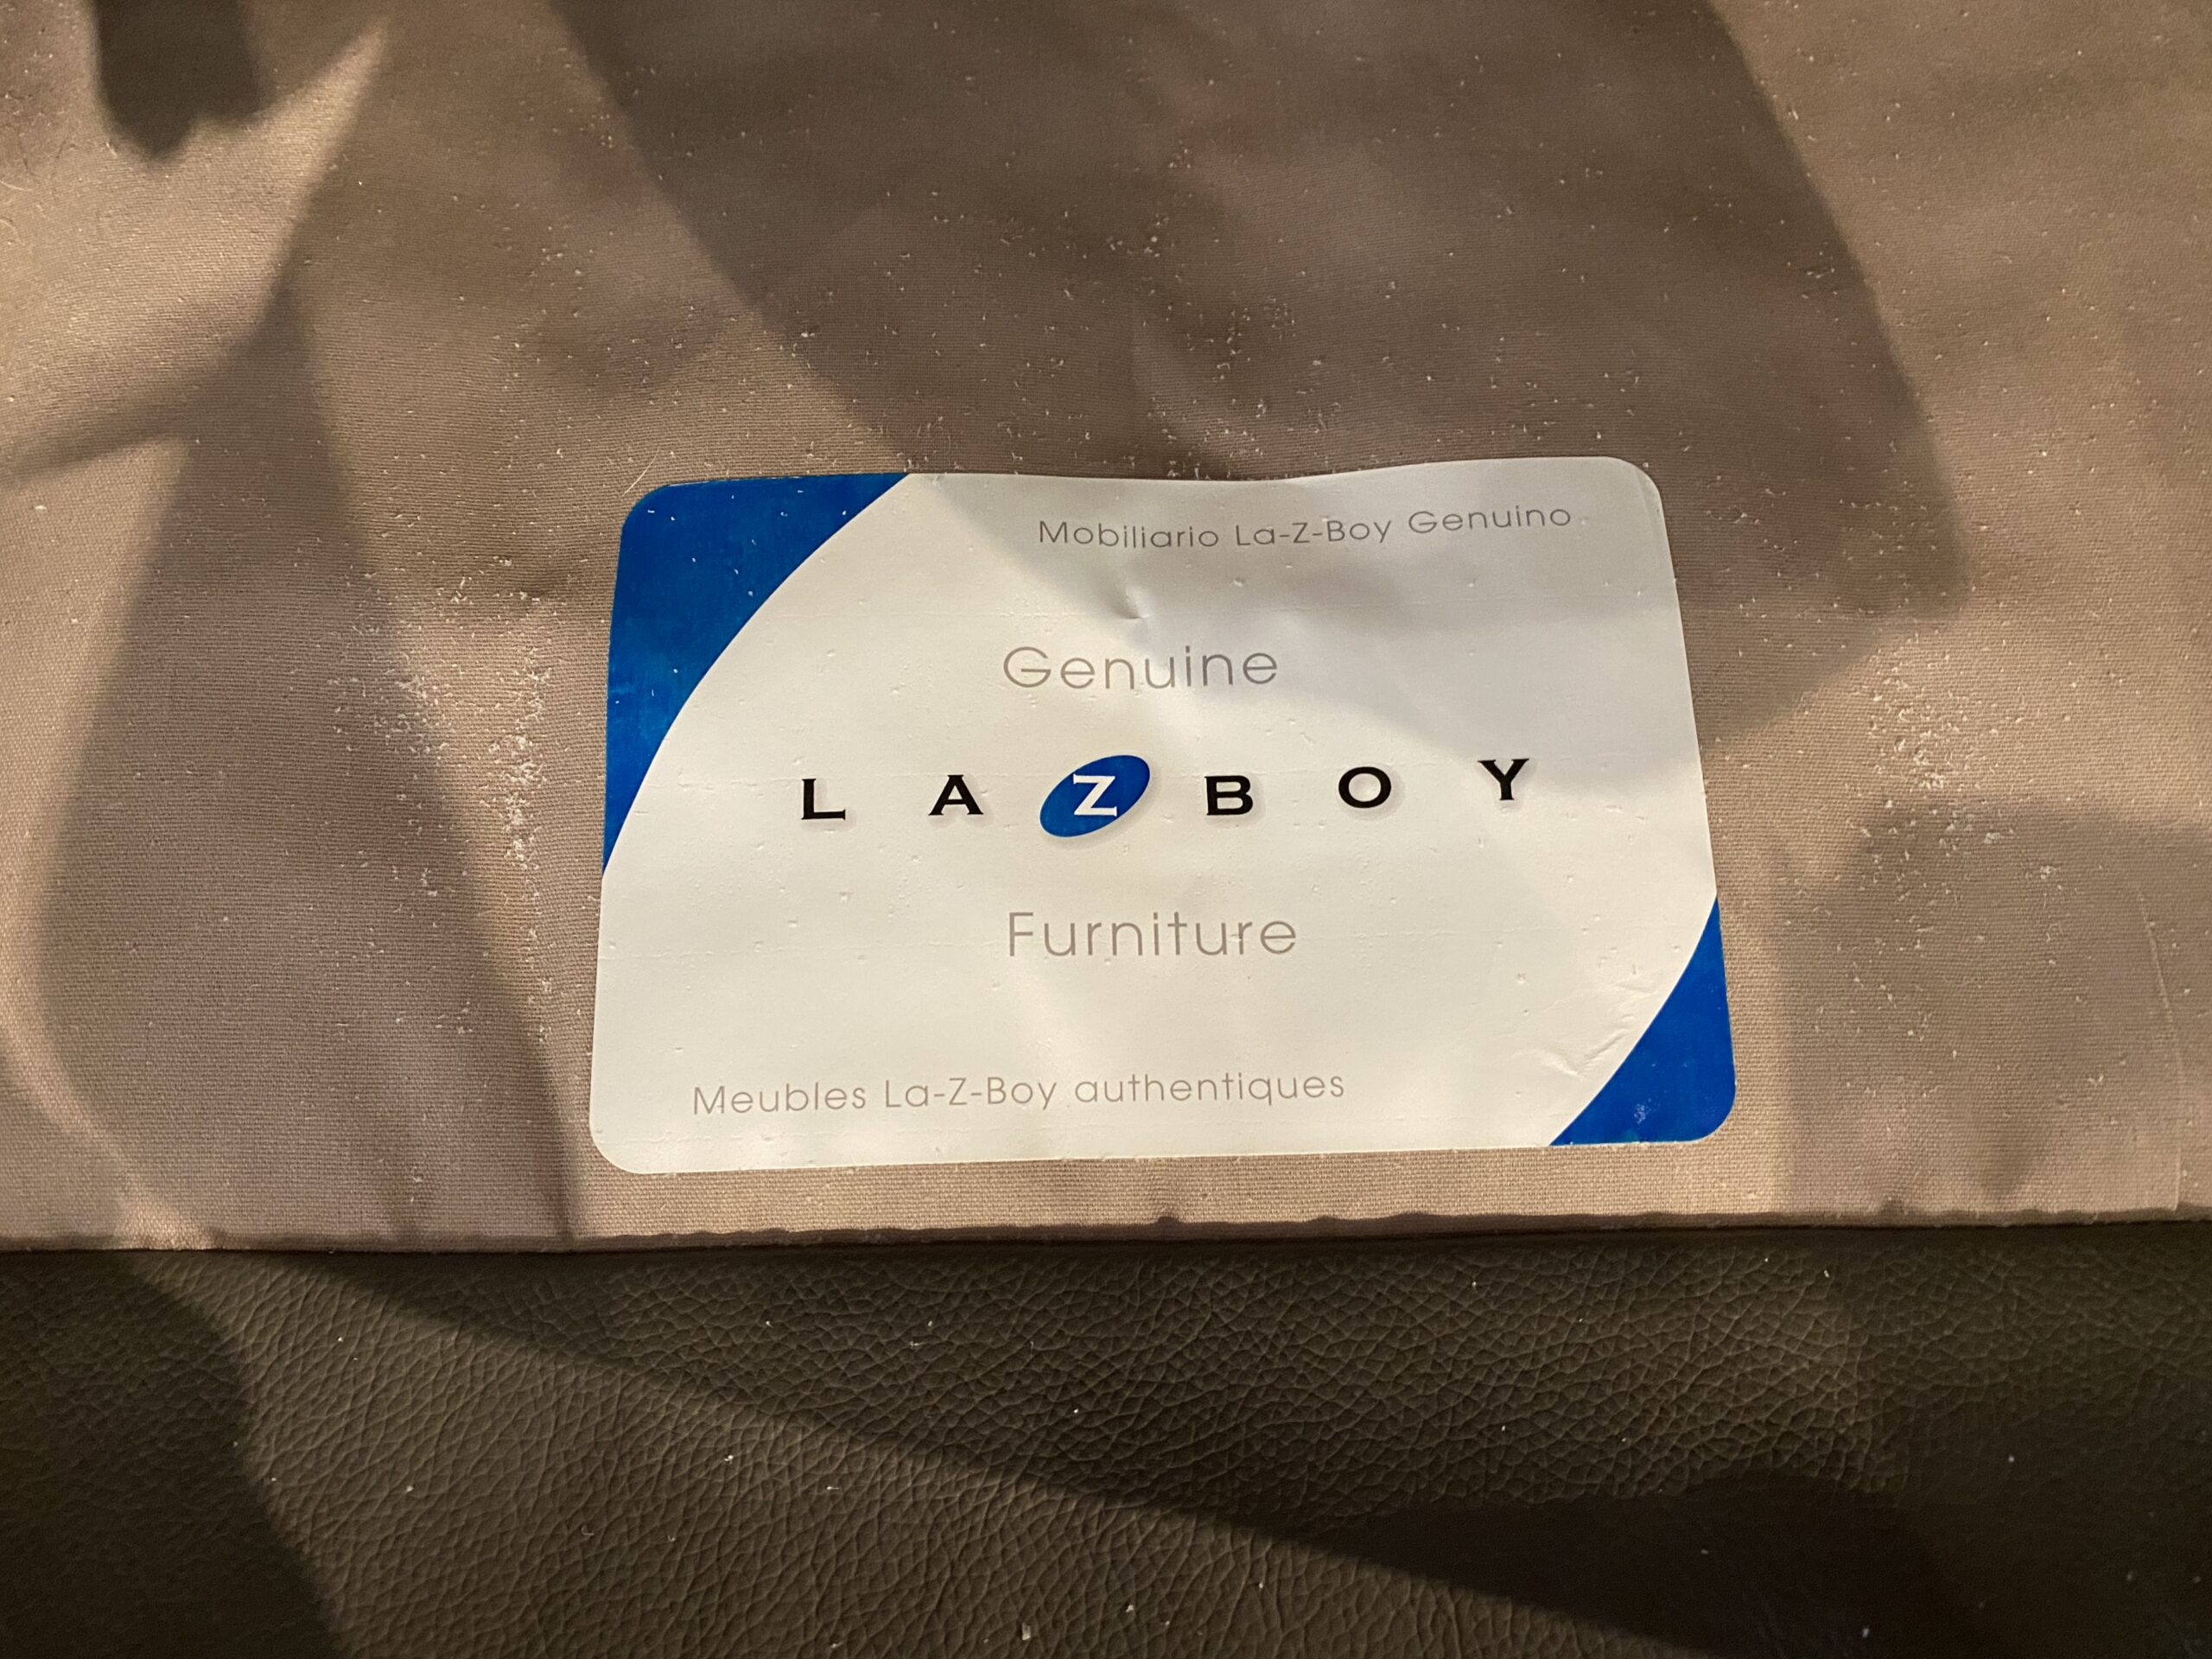 Mobiliario La-Z-Boy Genuino
Genuine
LAZBOY
Furniture
Meubles La-Z-Boy authentiques